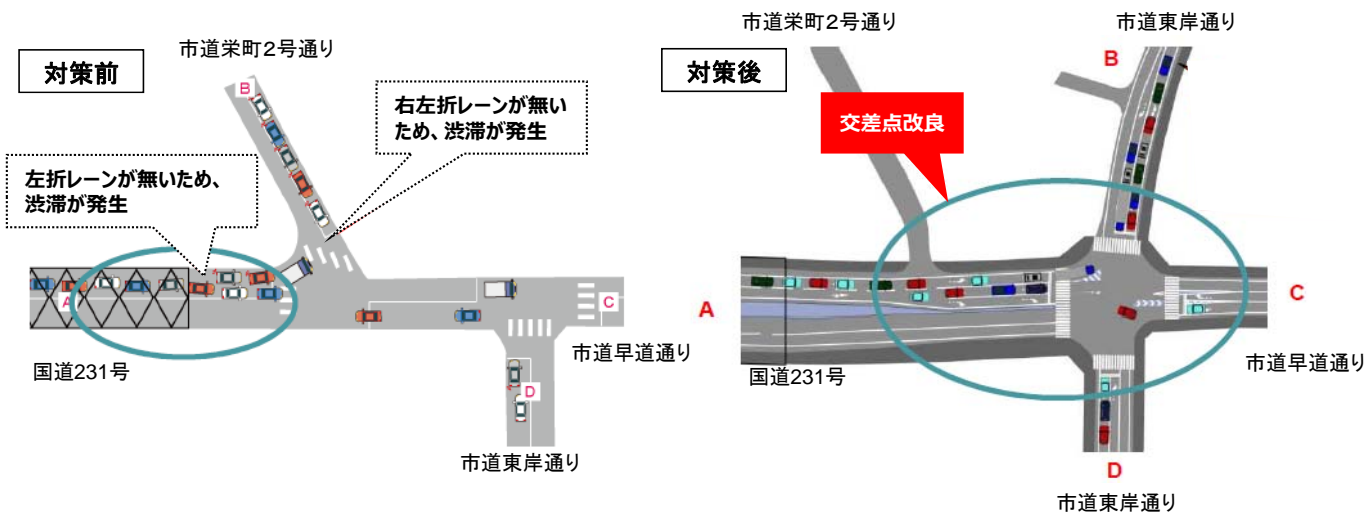 市道栄町2号通り
対策前
B
右左折レーンが無い
ため、渋滞が発生
左折レーンが無いため、
渋滞が発生
A
C
市道早道通り
国道231号
D
市道東岸通り
市道栄町2号通り
市道東岸通り
対策後
B
交差点改良
A
C
国道231号
市道早道通り
D
市道東岸通り